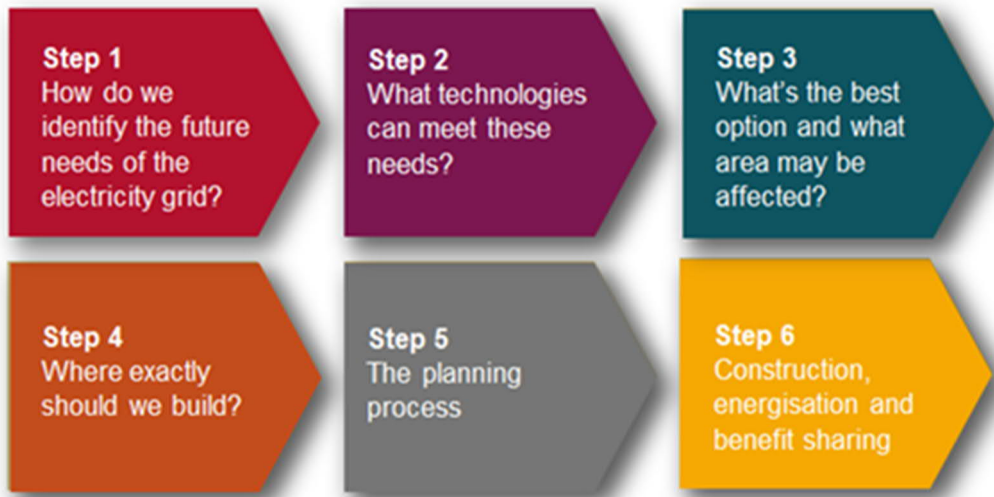 Step 1
How do we
identify the future
needs of the
electricity grid?
Step 2
What technologies
can meet these
needs?
Step 3
What's the best
option and what
area may be
affected?
Step 4
Where exactly
should we build?
Step 5
The planning
process
Step 6
Construction,
energisation and
benefit sharing